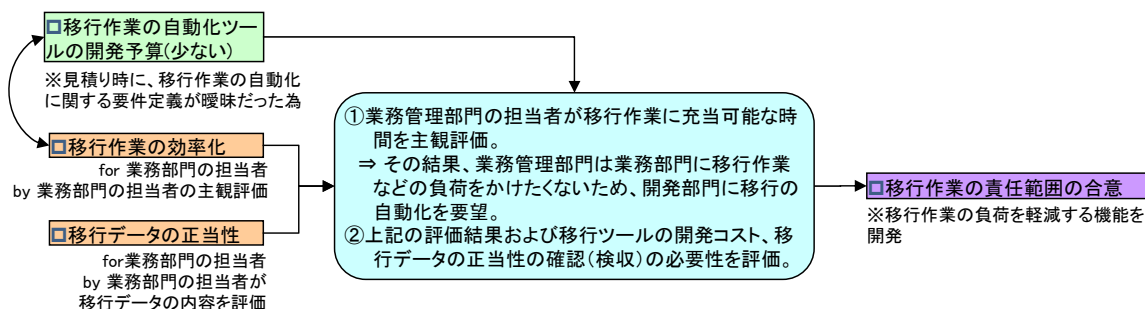 □移行作業の自動化ツー
ルの開発予算(少ない)
※見積り時に、移行作業の自動化
に関する要件定義が曖昧だった為
□移行作業の効率化
for 業務部門の担当者
by 業務部門の担当者の主観評価
□移行データの正当性
for業務部門の担当者
by 業務部門の担当者が
移行データの内容を評価
①業務管理部門の担当者が移行作業に充当可能な時
間を主観評価。
⇒ その結果、業務管理部門は業務部門に移行作業
などの負荷をかけたくないため、開発部門に移行の
自動化を要望。
②上記の評価結果および移行ツールの開発コスト、移
行データの正当性の確認(検収)の必要性を評価。
□移行作業の責任範囲の合意
※移行作業の負荷を軽減する機能を
開発